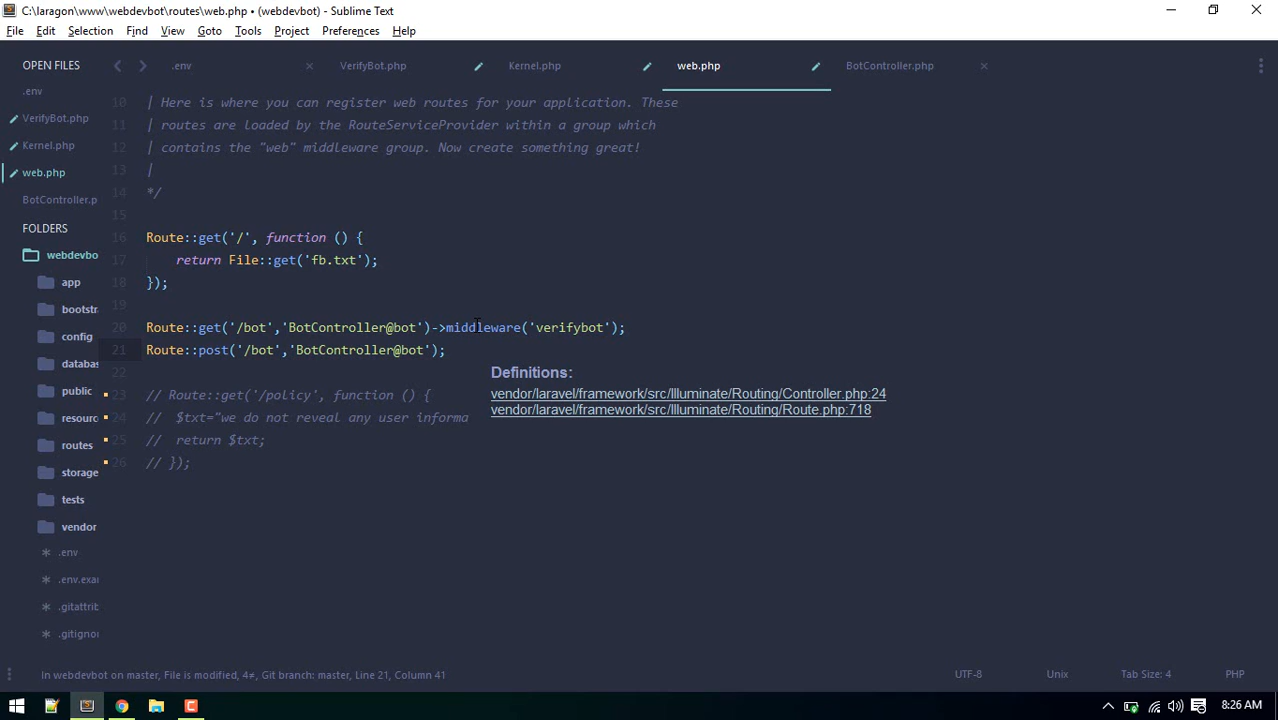 C:\laragon\www\webdevbot\routes\web.php • (webdevbot) - Sublime Text
File Edit Selection Find View Goto Tools Project Preferences Help
OPEN FILES
.env
VerifyBot.php
Kernel.php
web.php
BotController.p
FOLDERS
webdevbo
app
bootstra
config
databas
public
resourc
routes
storage
tests
vendor
.env
.env.exa
.gitattrib
.gitignor
.env VerifyBot.php Kernel.php web.php BotController.php
10 | Here is where you can register web routes for your application. These
11 | routes are loaded by the RouteServiceProvider within a group which
12 | contains the "web" middleware group. Now create something great!
13 |
14 */
15
16 Route::get('/', function () {
17 return File::get('fb.txt');
18 });
19
20 Route::get('/bot','BotController@bot')->middleware('verifybot');
21 Route::post('/bot','BotController@bot');
22
23 // Route::get('/policy', function () {
24 // $txt="we do not reveal any user informa
25 // return $txt;
26 // });
Definitions:
vendor/laravel/framework/src/Illuminate/Routing/Controller.php:24
vendor/laravel/framework/src/Illuminate/Routing/Route.php:718
In webdevbot on master, File is modified, 4≠, Git branch: master, Line 21, Column 41 UTF-8 Unix Tab Size: 4 PHP
8:26 AM